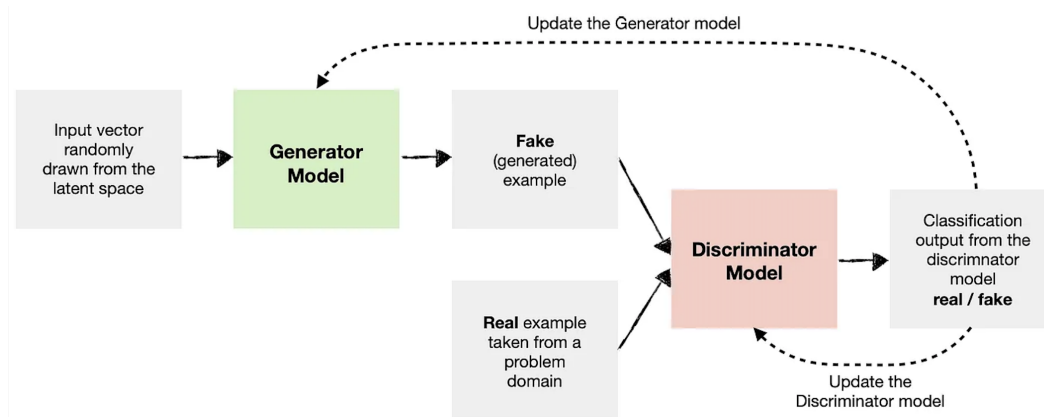 Update the Generator model
Input vector
randomly
drawn from the
latent space
Generator
Model
Fake
(generated)
example
Real example
taken from a
problem
domain
Discriminator
Model
Classification
output from the
discrimnator
model
real / fake
Update the
Discriminator model